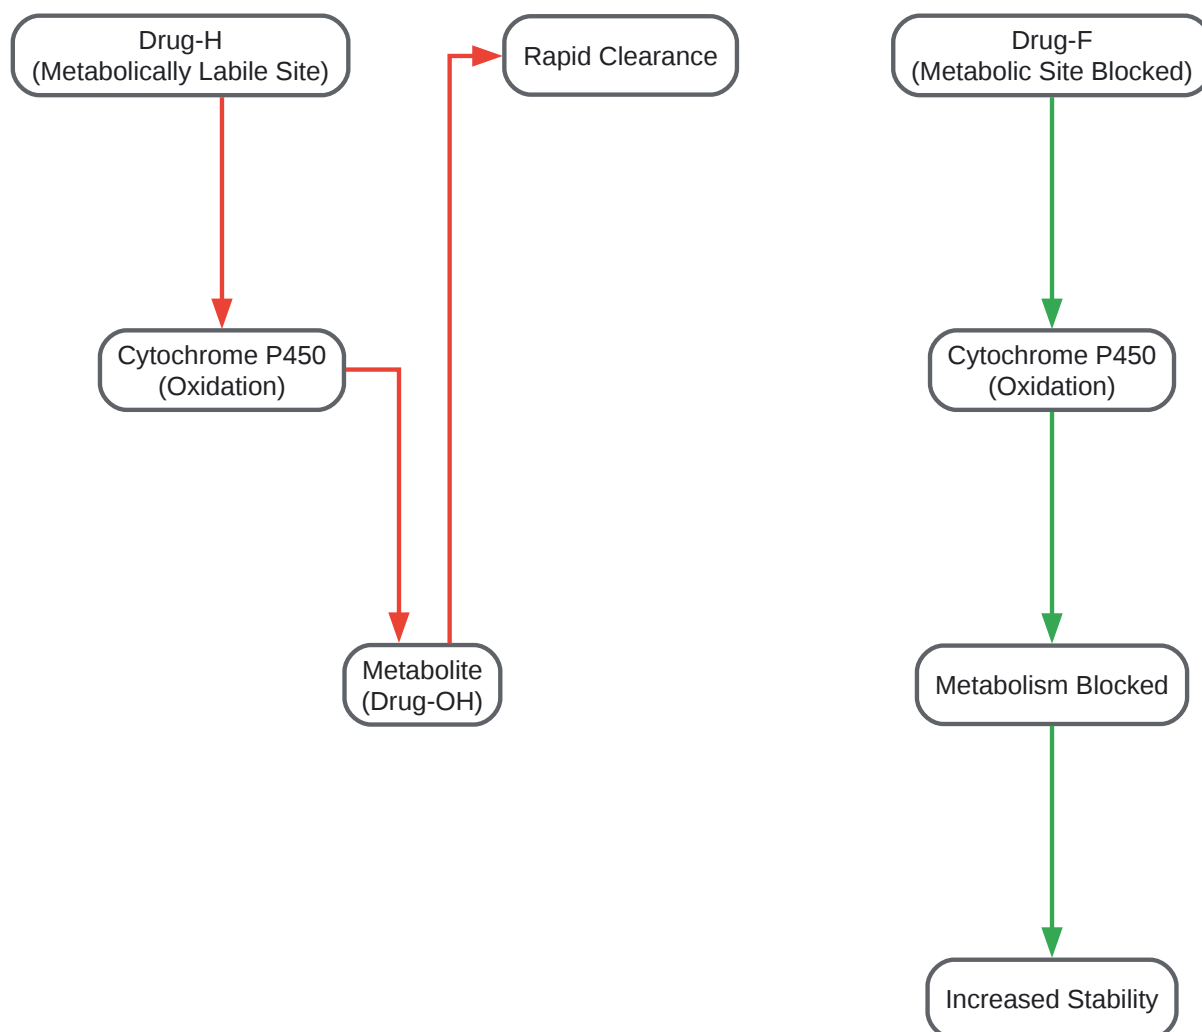 Drug-H
(Metabolically Labile Site)
Cytochrome P450
(Oxidation)
Metabolite
(Drug-OH)
Rapid Clearance
Drug-F
(Metabolic Site Blocked)
Cytochrome P450
(Oxidation)
Metabolism Blocked
Increased Stability